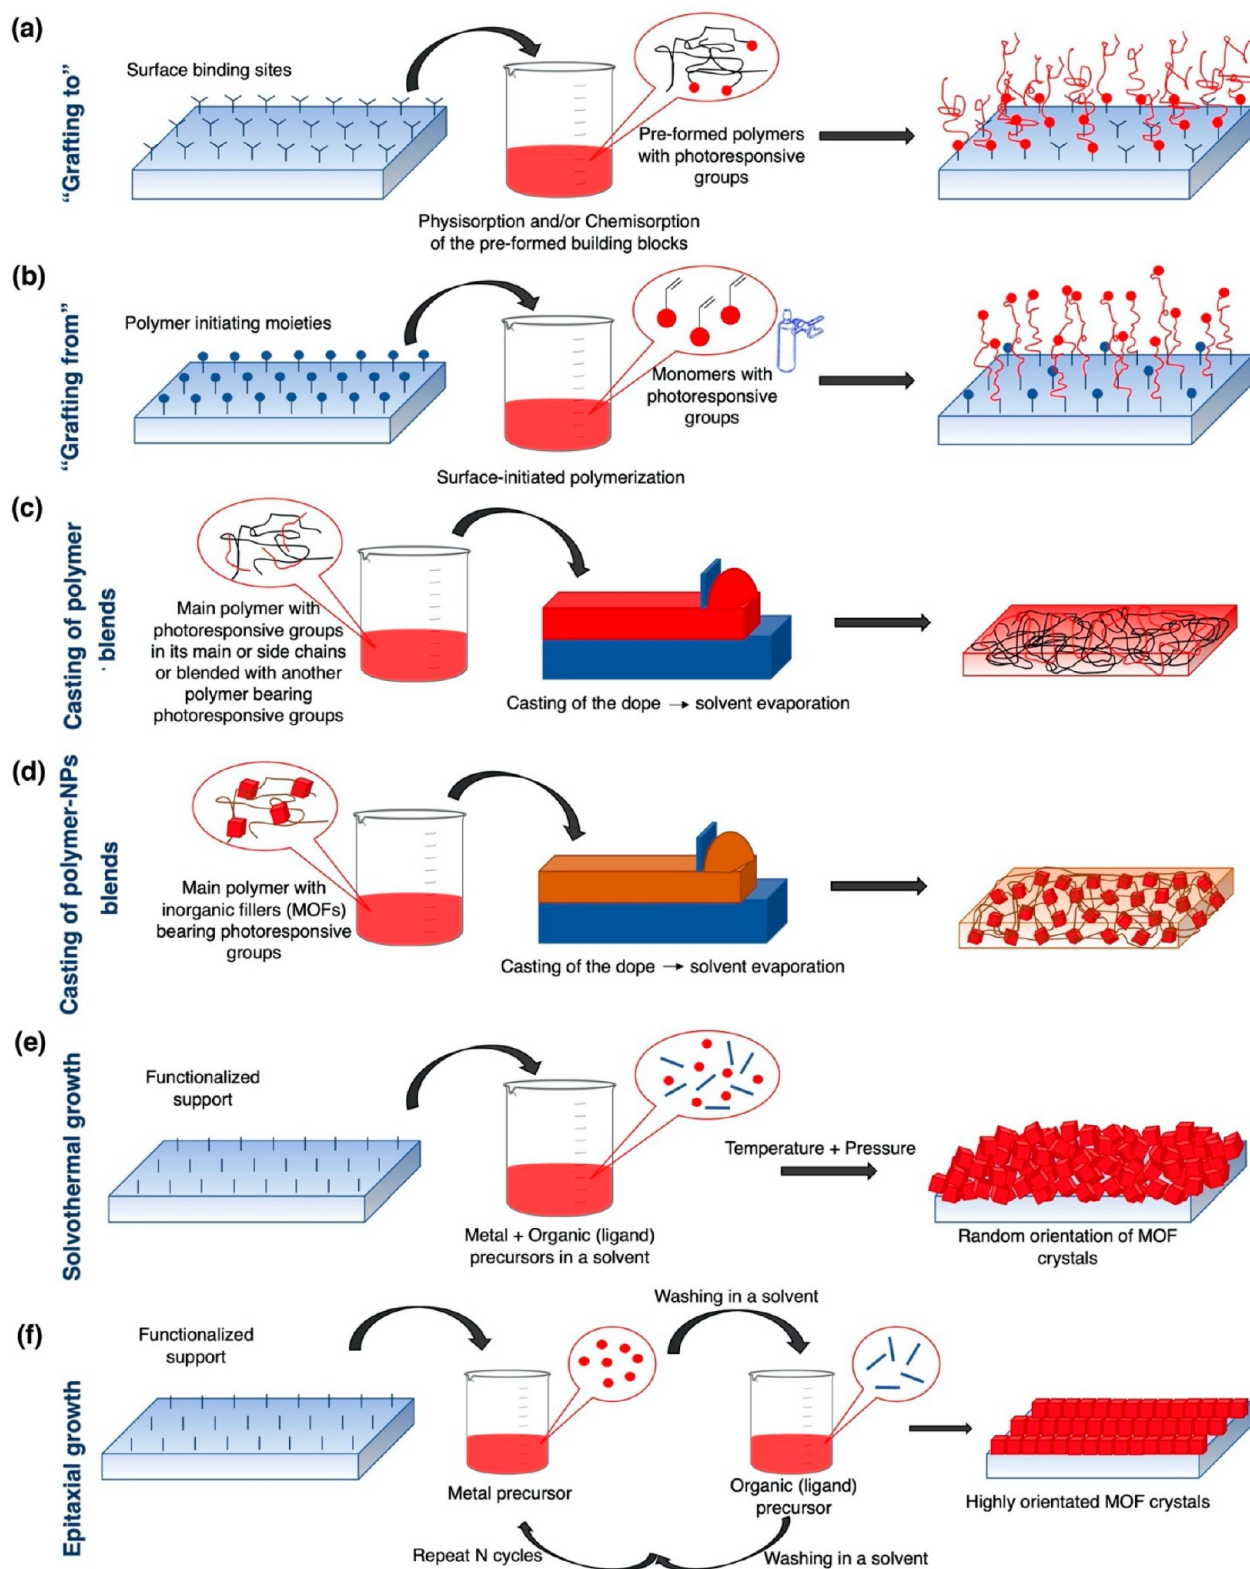 (a)
“Grafting to”
Surface binding sites
Pre-formed polymers
with photoresponsive
groups
Physisorption and/or Chemisorption
of the pre-formed building blocks
(b)
“Grafting from”
Polymer initiating moieties
Monomers with
photoresponsive
groups
Surface-initiated polymerization
(c)
Casting of polymer
blends
Main polymer with
photoresponsive groups
in its main or side chains
or blended with another
polymer bearing
photoresponsive groups
Casting of the dope → solvent evaporation
(d)
Casting of polymer-NPs
blends
Main polymer with
inorganic fillers (MOFs)
bearing photoresponsive
groups
Casting of the dope → solvent evaporation
(e)
Solvothermal growth
Functionalized
support
Metal + Organic (ligand)
precursors in a solvent
Temperature + Pressure
Random orientation of MOF
crystals
(f)
Epitaxial growth
Functionalized
support
Washing in a solvent
Metal precursor
Organic (ligand)
precursor
Highly orientated MOF crystals
Repeat N cycles
Washing in a solvent